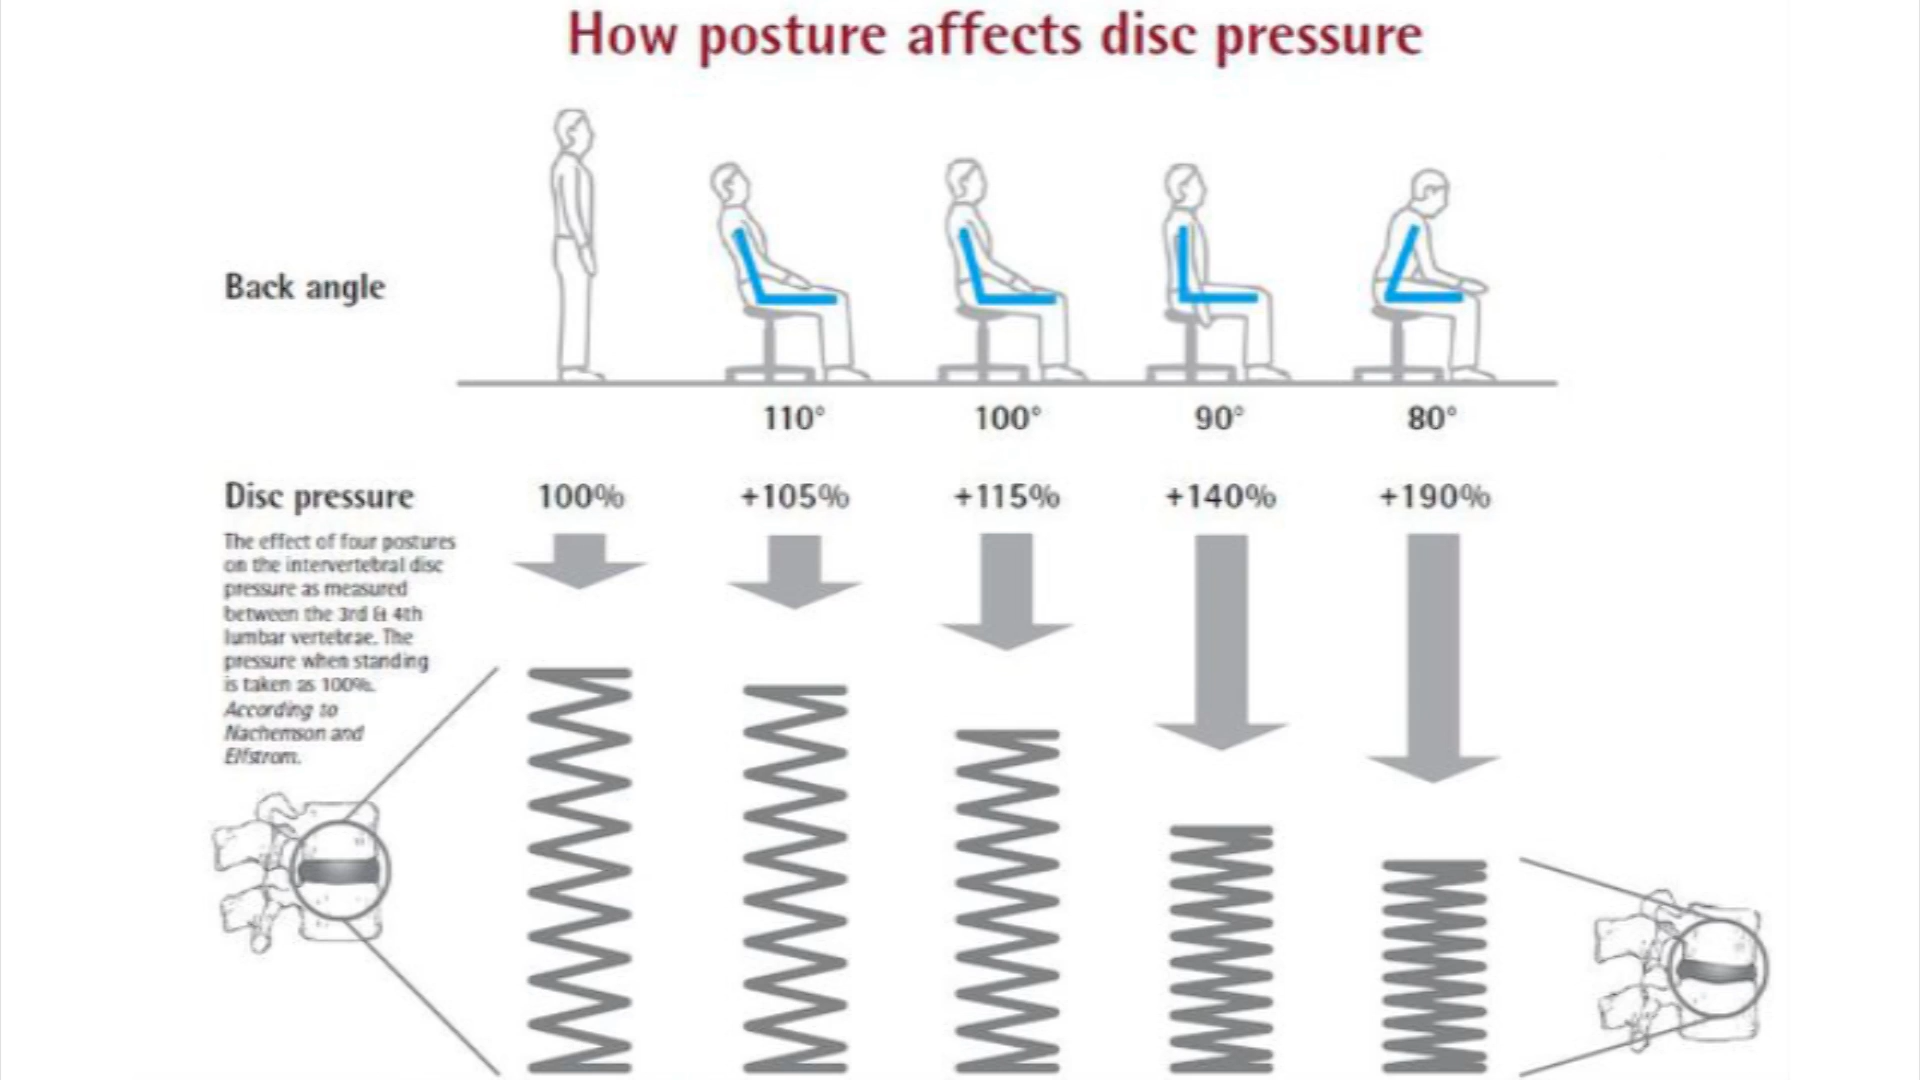 How posture affects disc pressure
Back angle
110° 100° 90° 80°
Disc pressure 100% +105% +115% +140% +190%
The effect of four postures
on the intervertebral disc
pressure as measured
between the 3rd & 4th
lumbar vertebrae. The
pressure when standing
is taken as 100%.
According to
Nachemson and
Elfstrom.